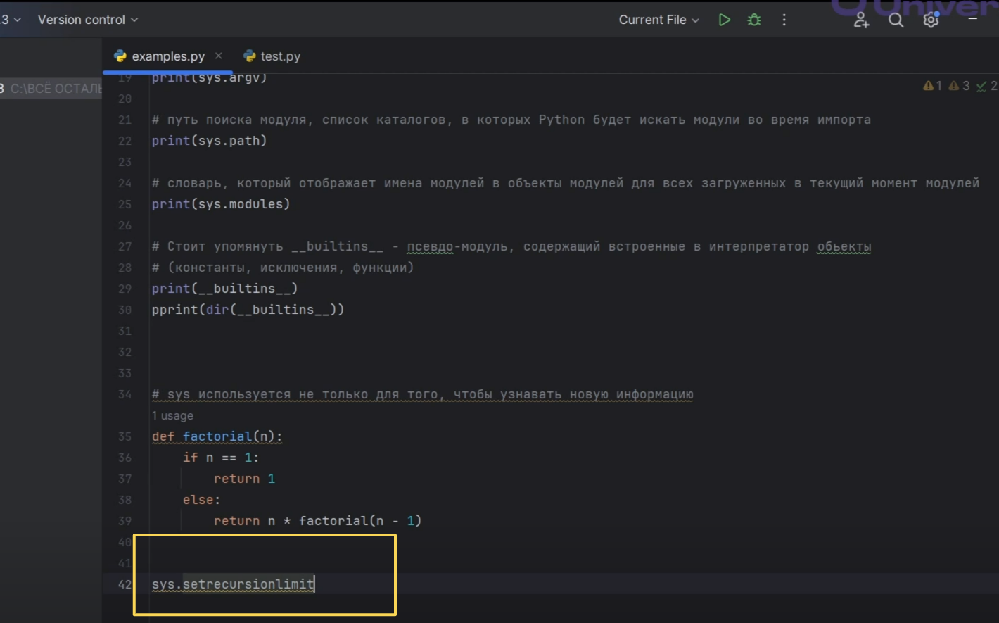 .3 Version control Current File
Univer
examples.py test.py
3 C:\ВСЁ ОСТАЛЬ
1 3 2
19 print(sys.argv)
20
21 # путь поиска модуля, список каталогов, в которых Python будет искать модули во время импорта
22 print(sys.path)
23
24 # словарь, который отображает имена модулей в объекты модулей для всех загруженных в текущий момент модулей
25 print(sys.modules)
26
27 # Стоит упомянуть __builtins__ - псевдо-модуль, содержащий встроенные в интерпретатор обьекты
28 # (константы, исключения, функции)
29 print(__builtins__)
30 pprint(dir(__builtins__))
31
32
33
34 # sys используется не только для того, чтобы узнавать новую информацию
1 usage
35 def factorial(n):
36 if n == 1:
37 return 1
38 else:
39 return n * factorial(n - 1)
40
41
42 sys.setrecursionlimit